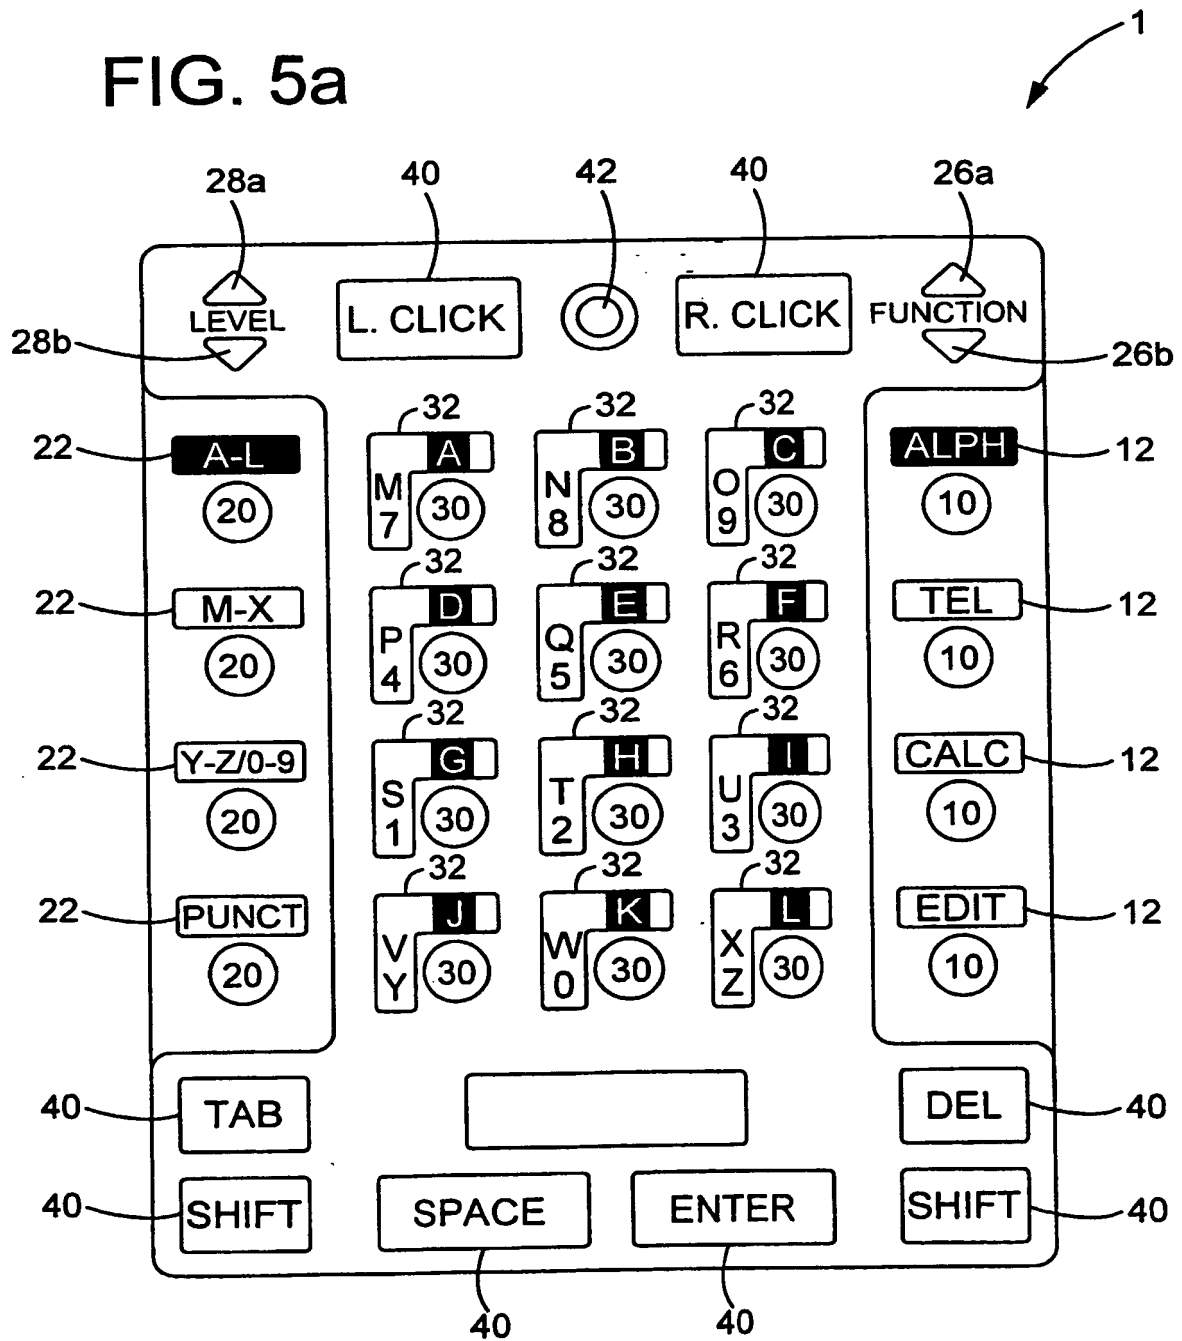 1
FIG. 5a
28a 40 42 40 26a
LEVEL L. CLICK R. CLICK FUNCTION
28b 26b
32 32 32
22 A-L A B C ALPH 12
M N O
20 7 30 8 30 9 30 10
32 32 32
22 M-X D E F TEL 12
P Q R
20 4 30 5 30 6 30 10
32 32 32
22 Y-Z/0-9 G H I CALC 12
S T U
20 1 30 2 30 3 30 10
32 32 32
22 PUNCT J K L EDIT 12
V W X
20 Y 30 0 30 Z 30 10
40 TAB DEL 40
40 SHIFT SPACE ENTER SHIFT 40
40 40